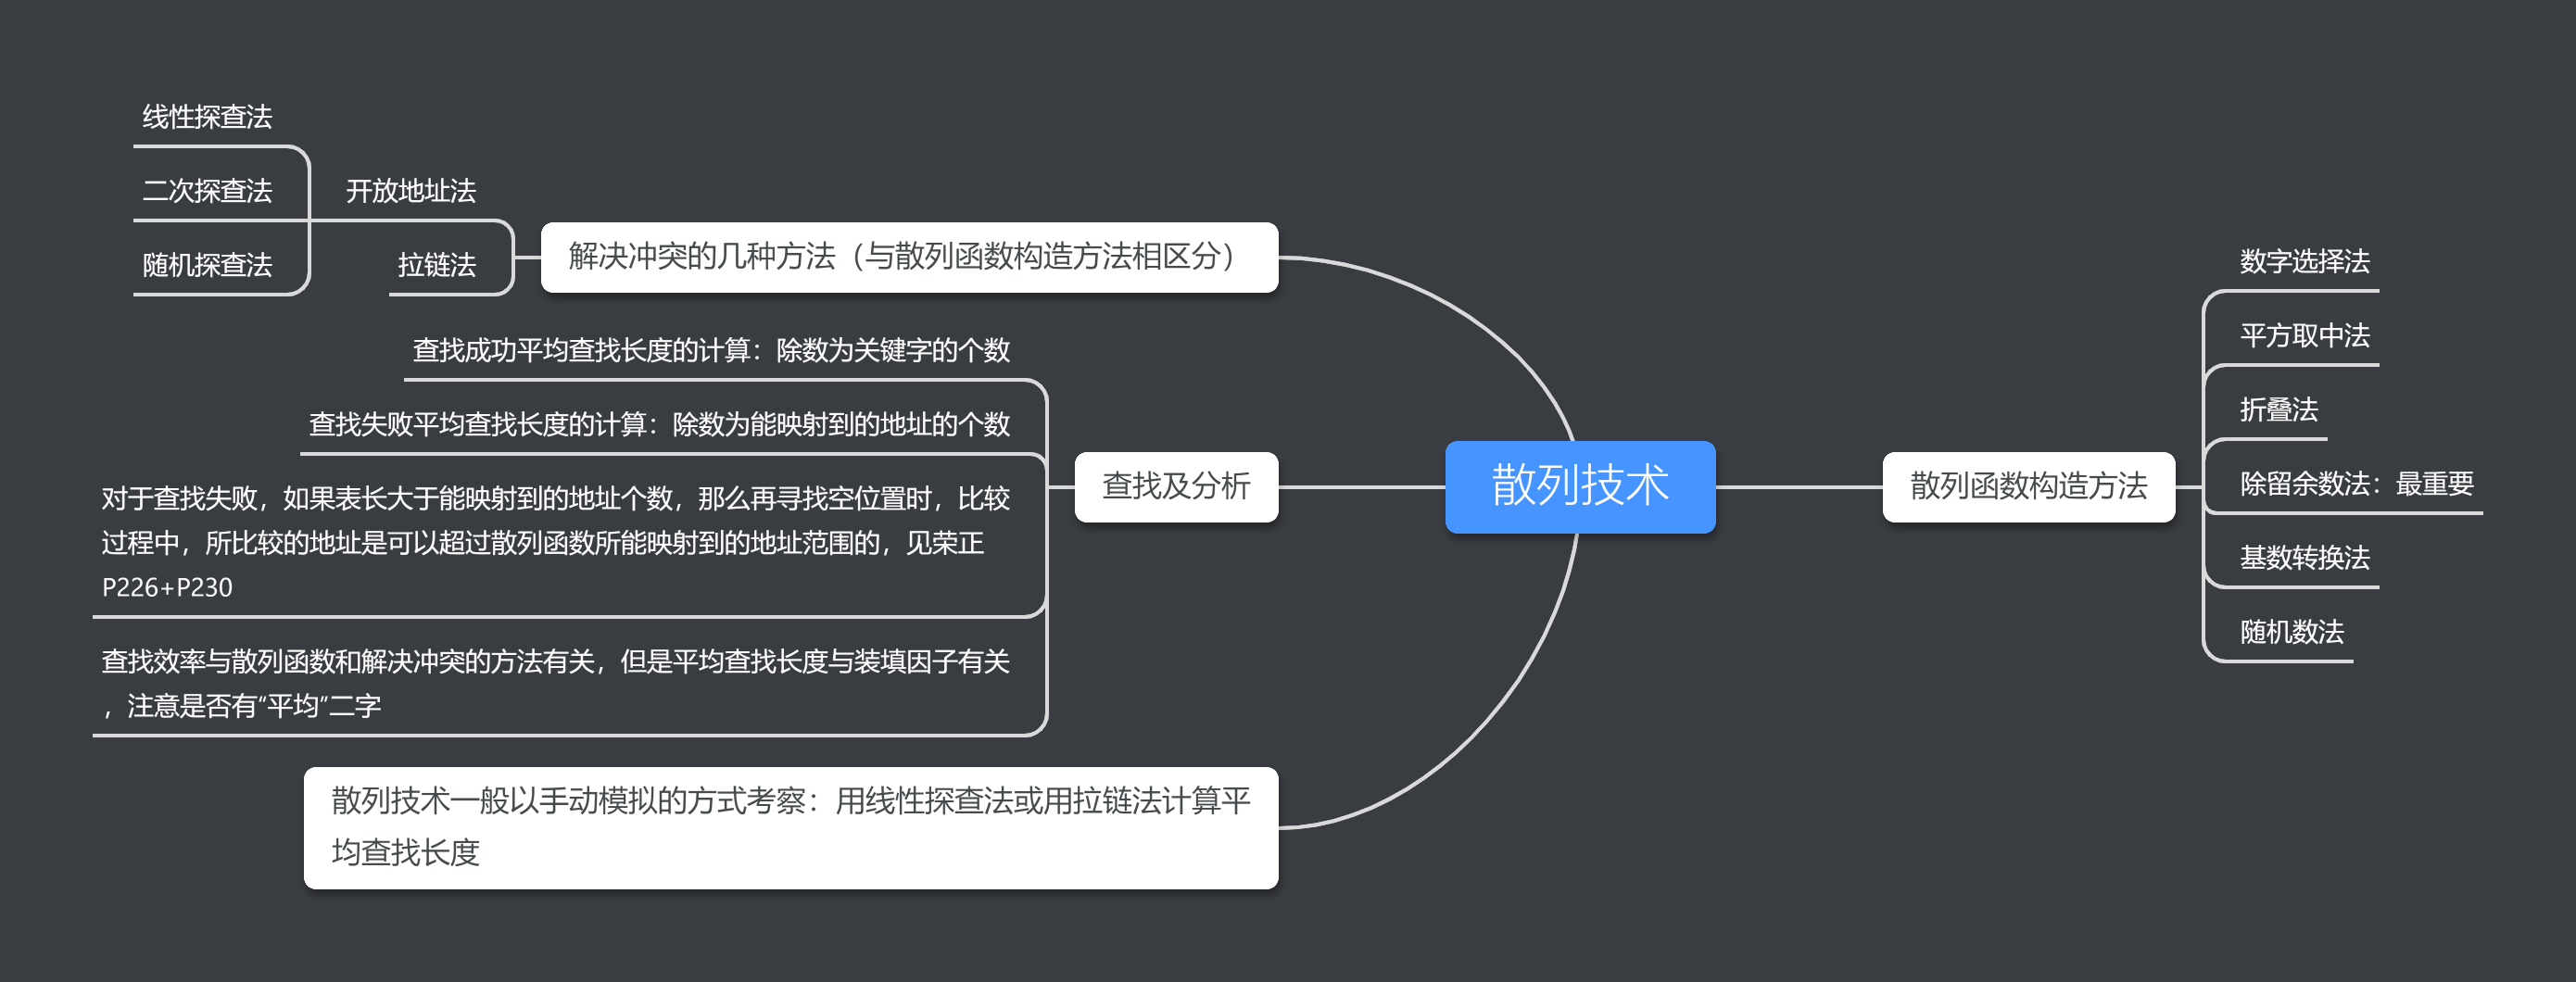 散列技术
散列函数构造方法
数字选择法
平方取中法
折叠法
除留余数法：最重要
基数转换法
随机数法
解决冲突的几种方法（与散列函数构造方法相区分）
开放地址法
线性探查法
二次探查法
随机探查法
拉链法
查找及分析
查找成功平均查找长度的计算：除数为关键字的个数
查找失败平均查找长度的计算：除数为能映射到的地址的个数
对于查找失败，如果表长大于能映射到的地址个数，那么再寻找空位置时，比较
过程中，所比较的地址是可以超过散列函数所能映射到的地址范围的，见荣正
P226+P230
查找效率与散列函数和解决冲突的方法有关，但是平均查找长度与装填因子有关
，注意是否有“平均”二字
散列技术一般以手动模拟的方式考察：用线性探查法或用拉链法计算平
均查找长度